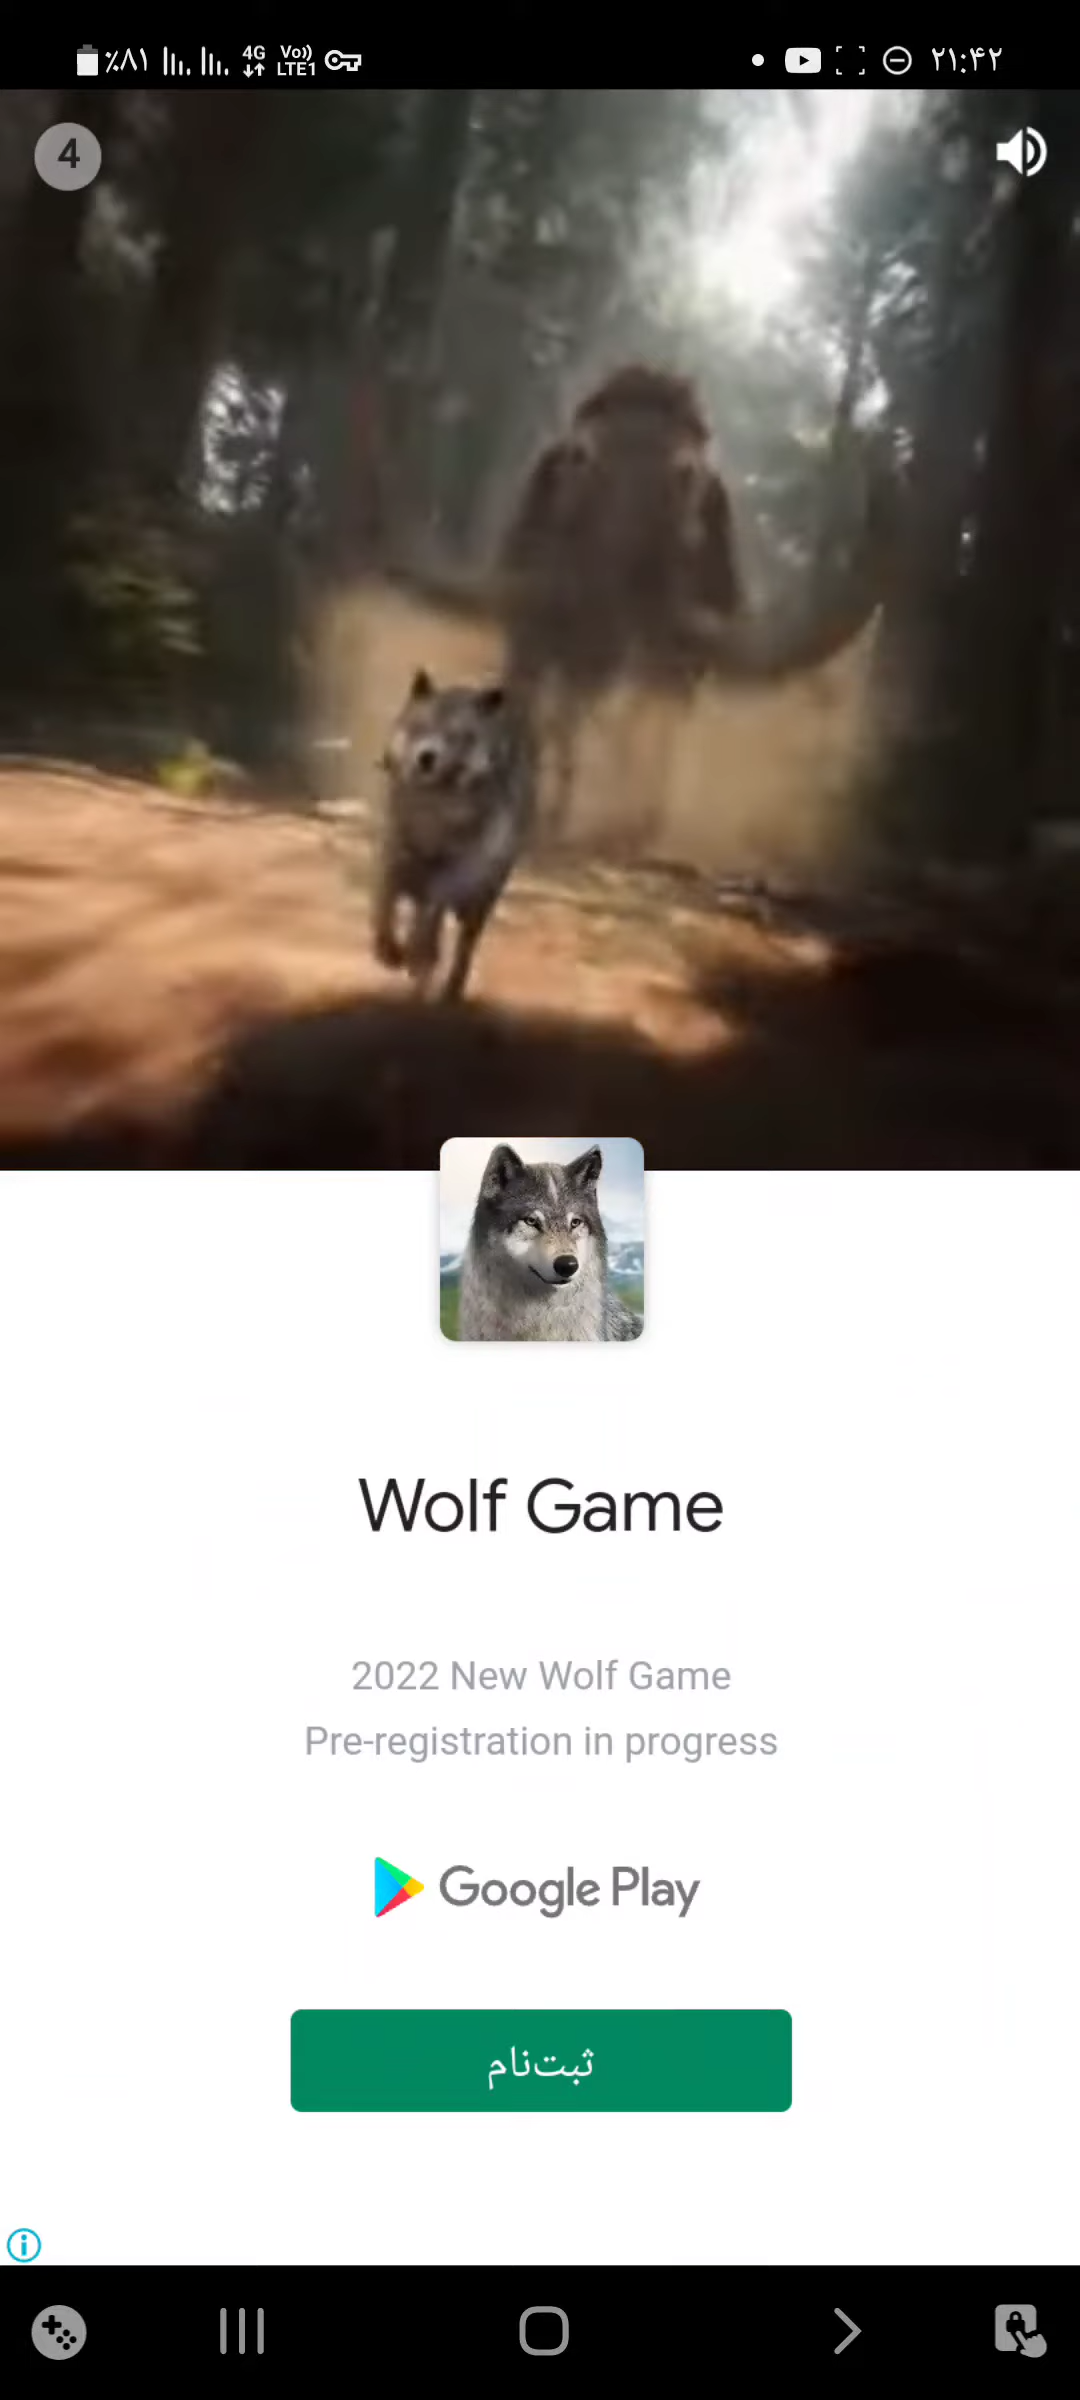 ٪۸۱ 4G Vo)) LTE1 ۲۱:۴۲
4
Wolf Game
2022 New Wolf Game
Pre-registration in progress
Google Play
ثبت‌نام